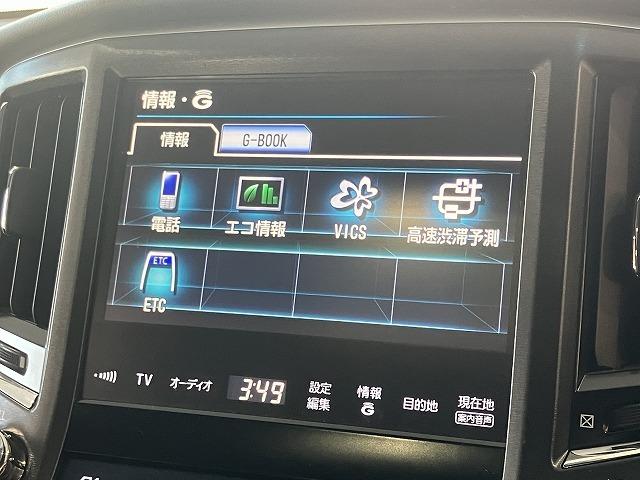 情報・G
情報
G-BOOK
電話
エコ情報
VICS
高速渋滞予測
ETC
ETC
TV
オーディオ
3:49
設定
編集
情報
G
目的地
現在地
案内音声